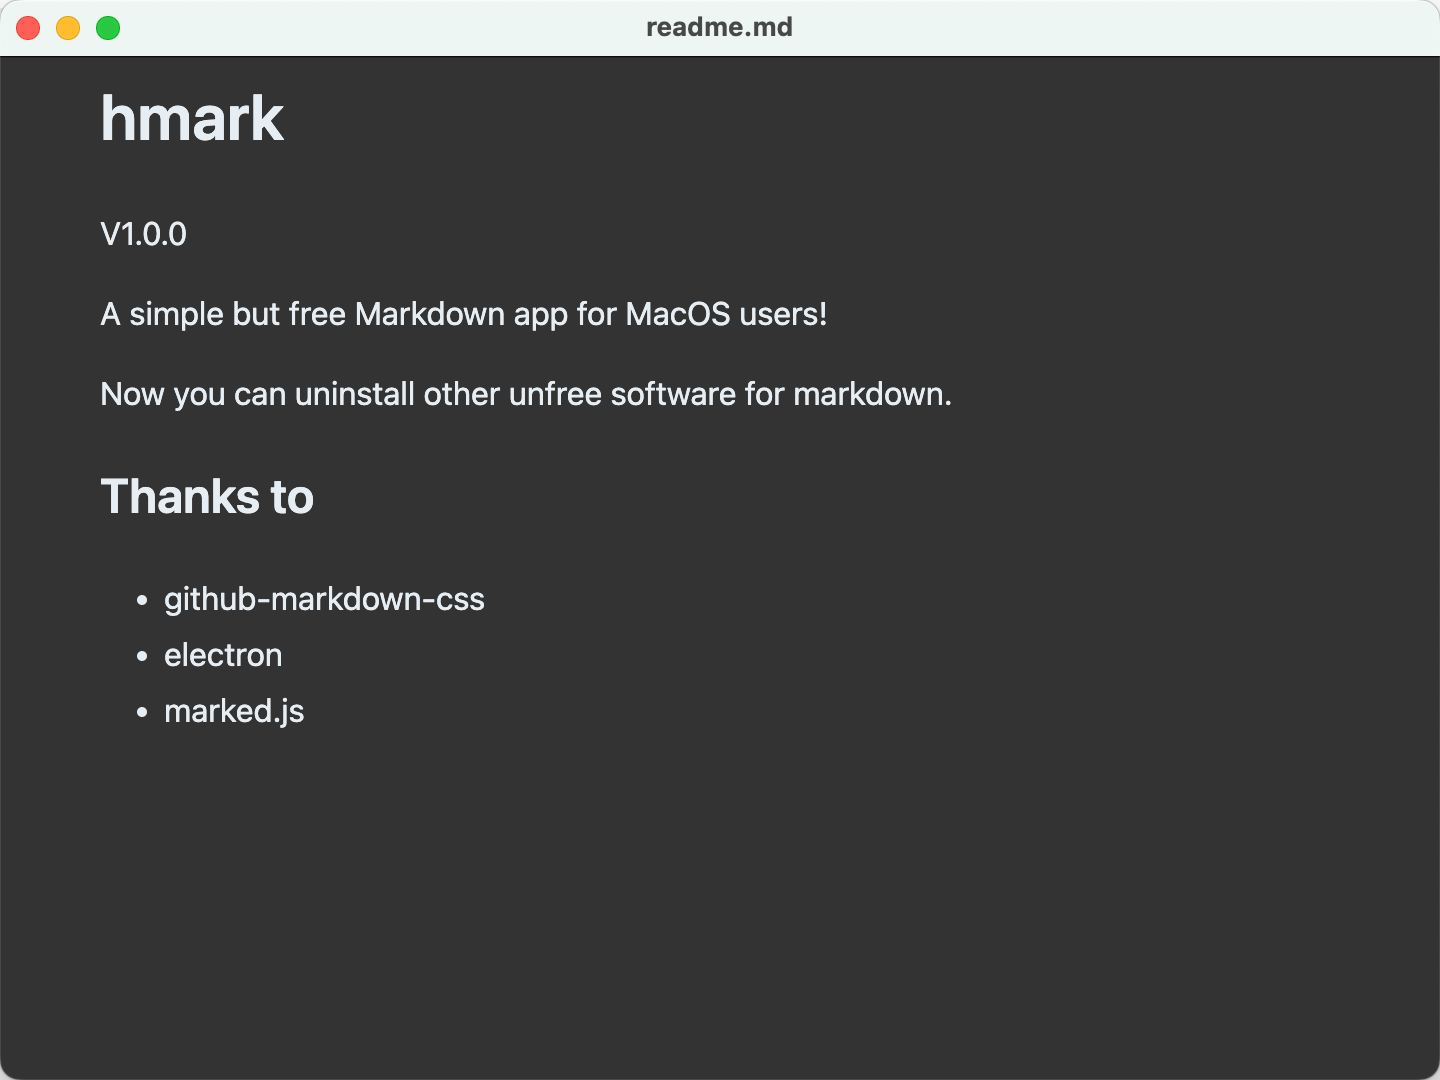 readme.md
hmark
V1.0.0
A simple but free Markdown app for MacOS users!
Now you can uninstall other unfree software for markdown.
Thanks to
• github-markdown-css
• electron
• marked.js